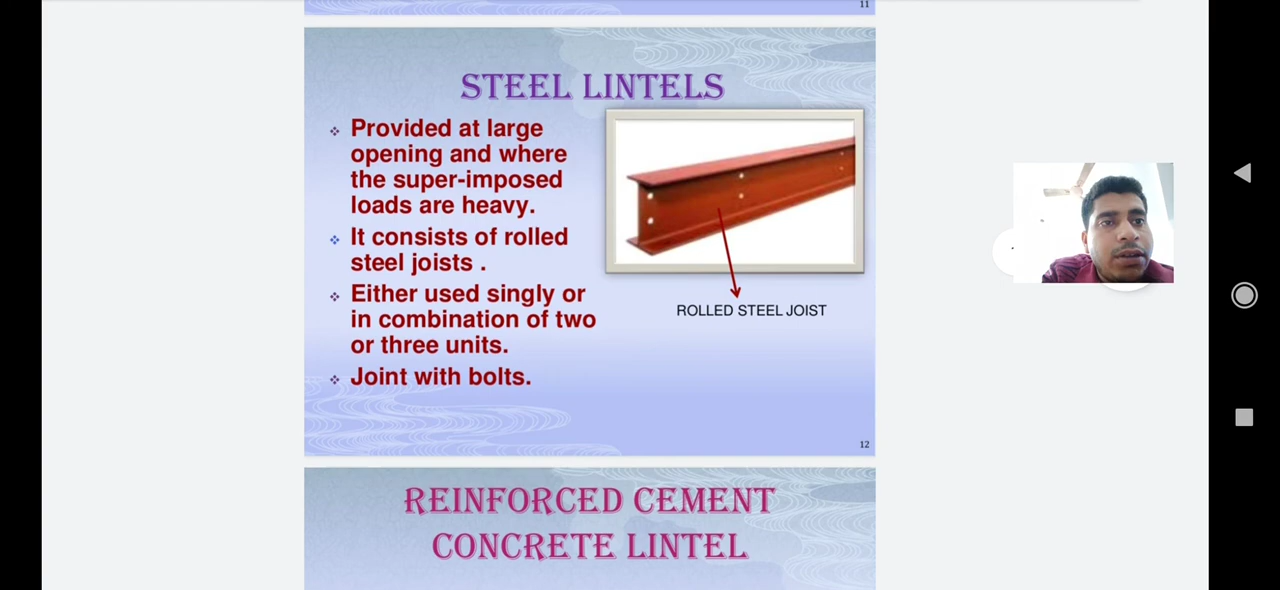 11
STEEL LINTELS
Provided at large
opening and where
the super-imposed
loads are heavy.
It consists of rolled
steel joists .
Either used singly or
in combination of two
or three units.
Joint with bolts.
ROLLED STEEL JOIST
12
REINFORCED CEMENT
CONCRETE LINTEL